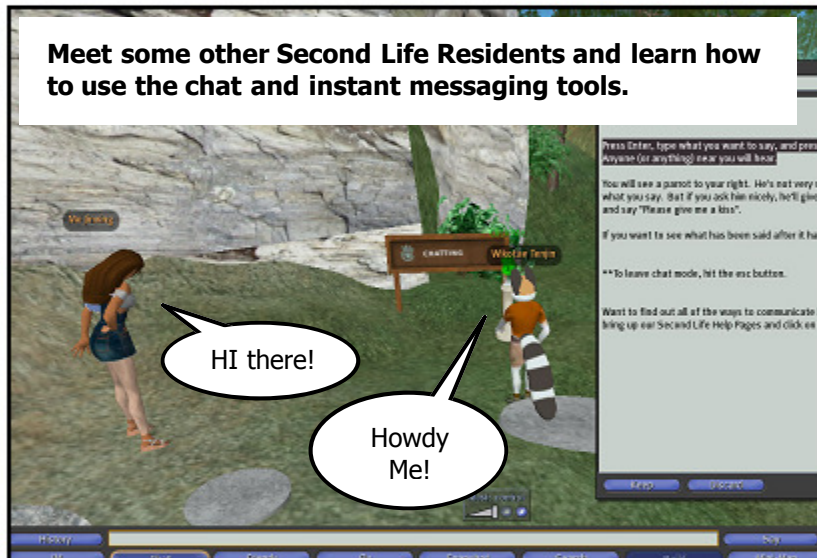 Meet some other Second Life Residents and learn how
to use the chat and instant messaging tools.
Press Enter, type what you want to say, and pres
Anyone (or anything) near you will hear.
You will see a parrot to your right. He's not very
what you say. But if you ask him nicely, he'll give
and say "Please give me a kiss".
If you want to see what has been said after it ha
**To leave chat mode, hit the esc button.
Want to find out all of the ways to communicate
bring up our Second Life Help Pages and click on
CHATTING
HI there!
Howdy
Me!
Keep
Discard
History
Say